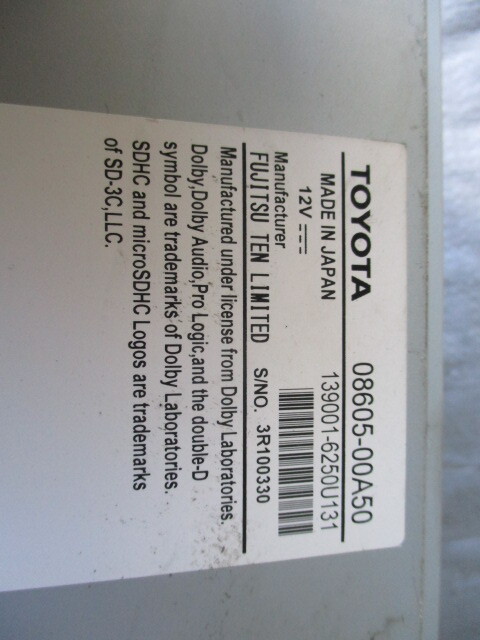 TOYOTA 08605-00A50
MADE IN JAPAN 139001-6250U131
12V
Manufacturer
FUJITSU TEN LIMITED S/NO. 3R100330
Manufactured under license from Dolby Laboratories.
Dolby,Dolby Audio,Pro Logic,and the double-D
symbol are trademarks of Dolby Laboratories.
SDHC and microSDHC Logos are trademarks
of SD-3C,LLC.